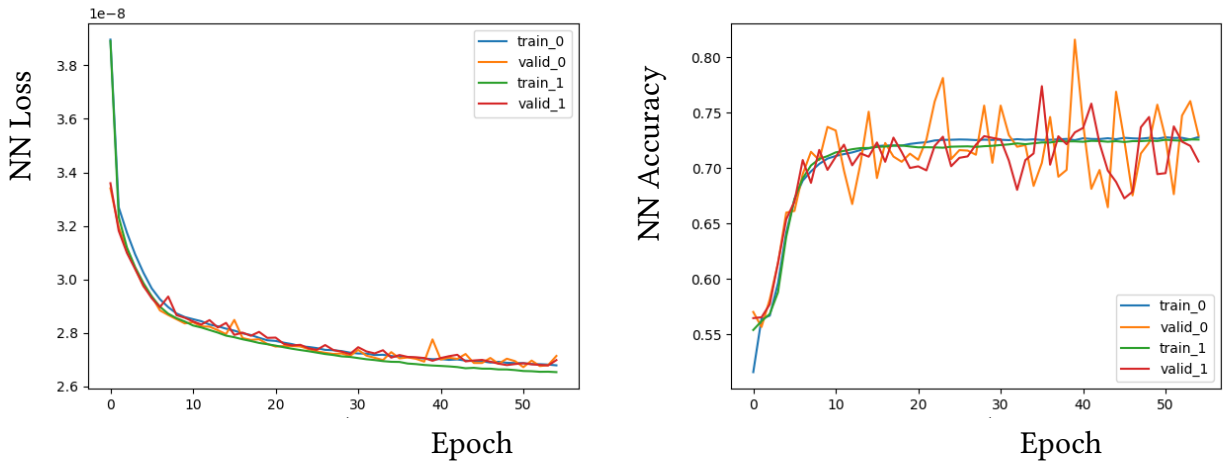 1e−8
NN Loss
3.8
3.6
3.4
3.2
3.0
2.8
2.6
0 10 20 30 40 50
train_0
valid_0
train_1
valid_1
Epoch
NN Accuracy
0.80
0.75
0.70
0.65
0.60
0.55
0 10 20 30 40 50
train_0
valid_0
train_1
valid_1
Epoch